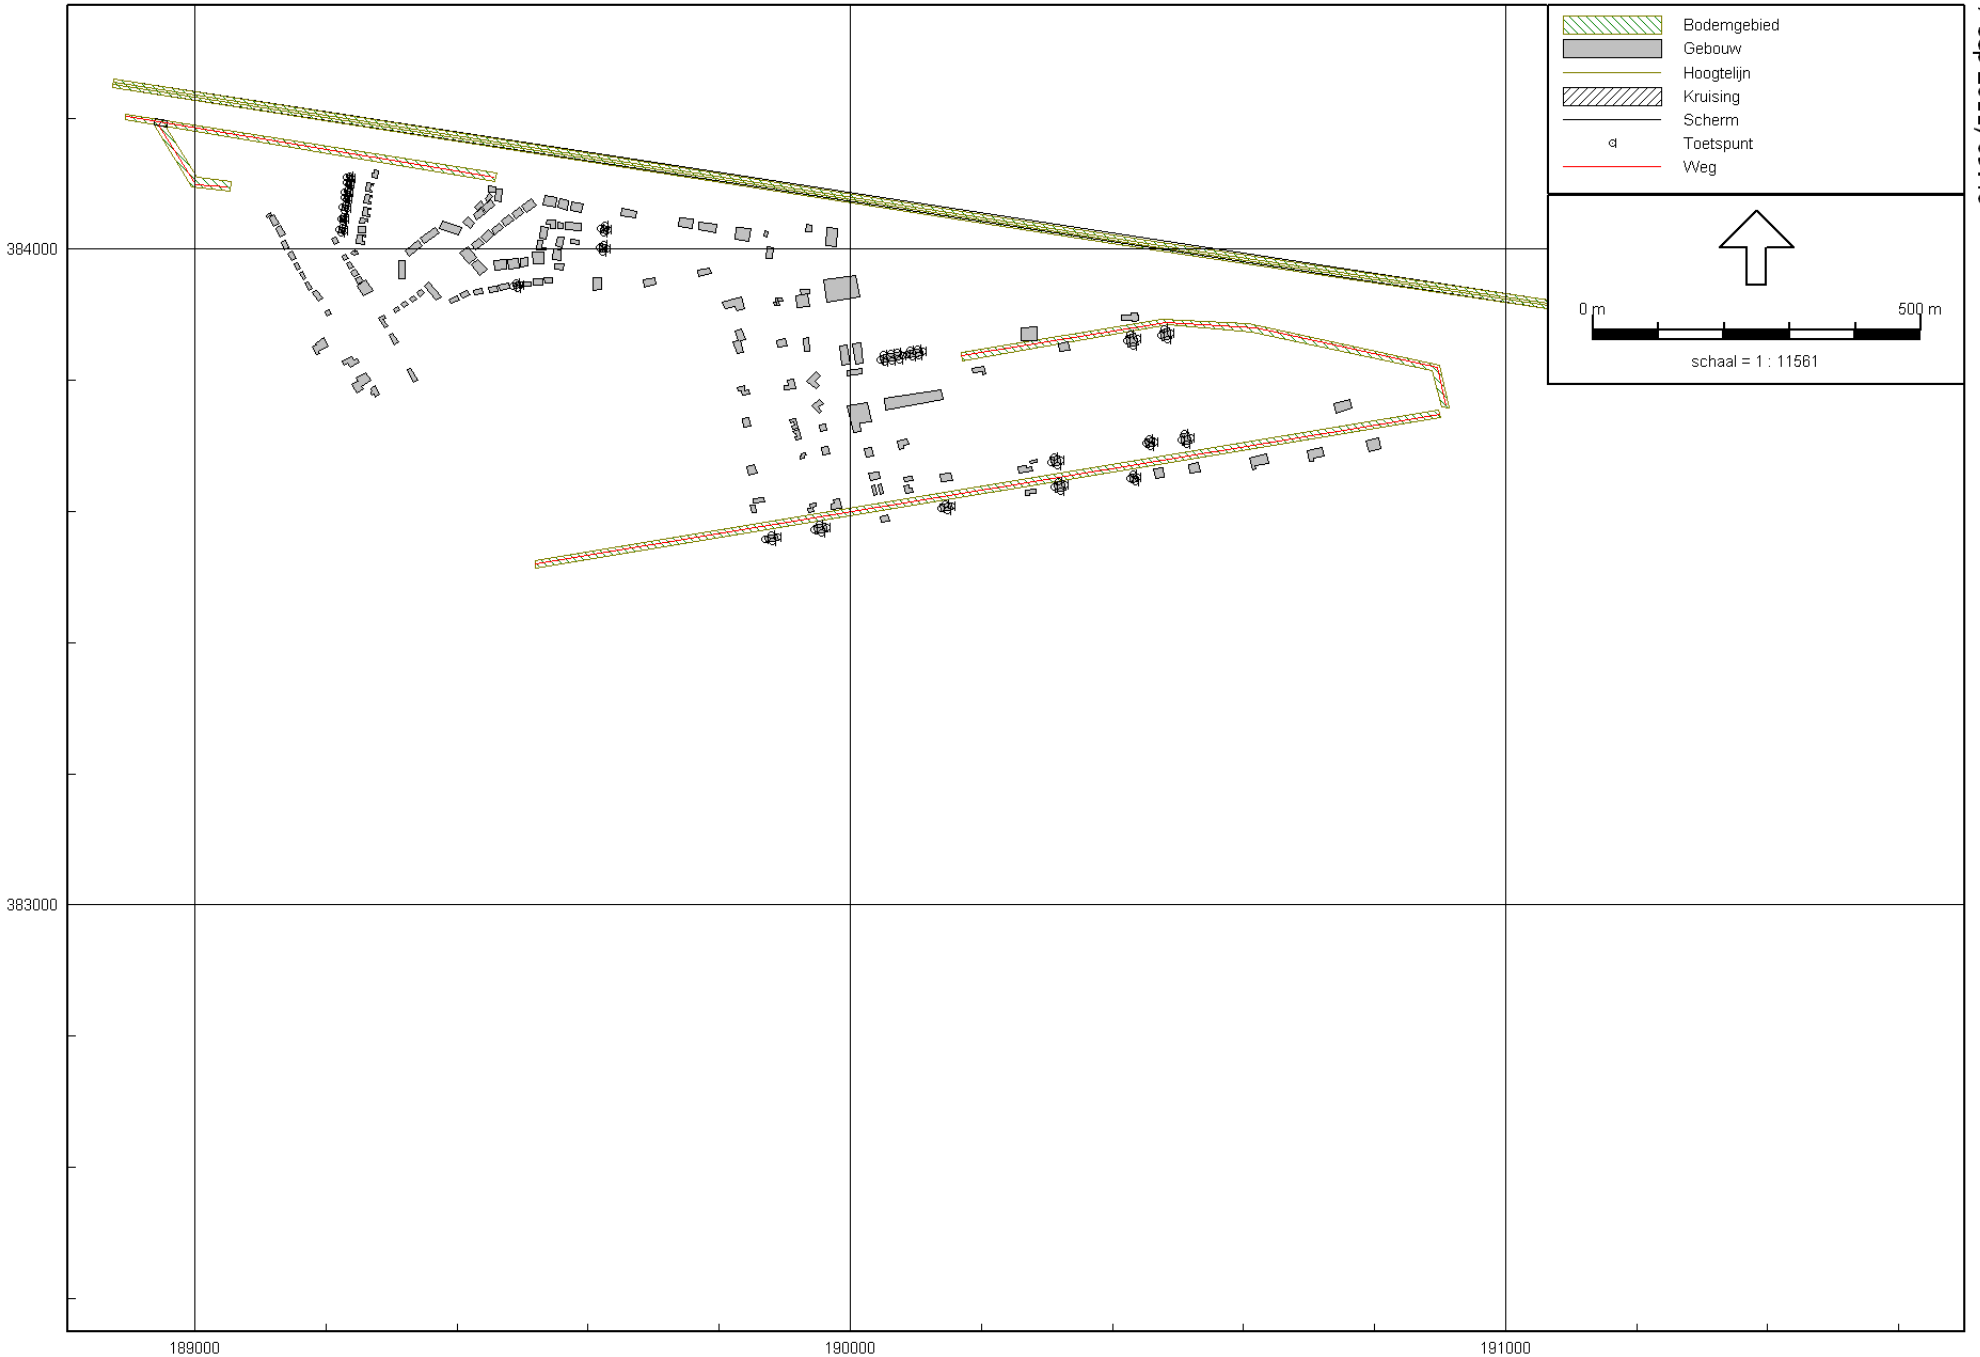 Bodemgebied
Gebouw
Hoogtelijn
Kruising
Scherm
Toetspunt
Weg
0 m
500 m
schaal = 1 : 11561
384000
383000
189000
190000
191000